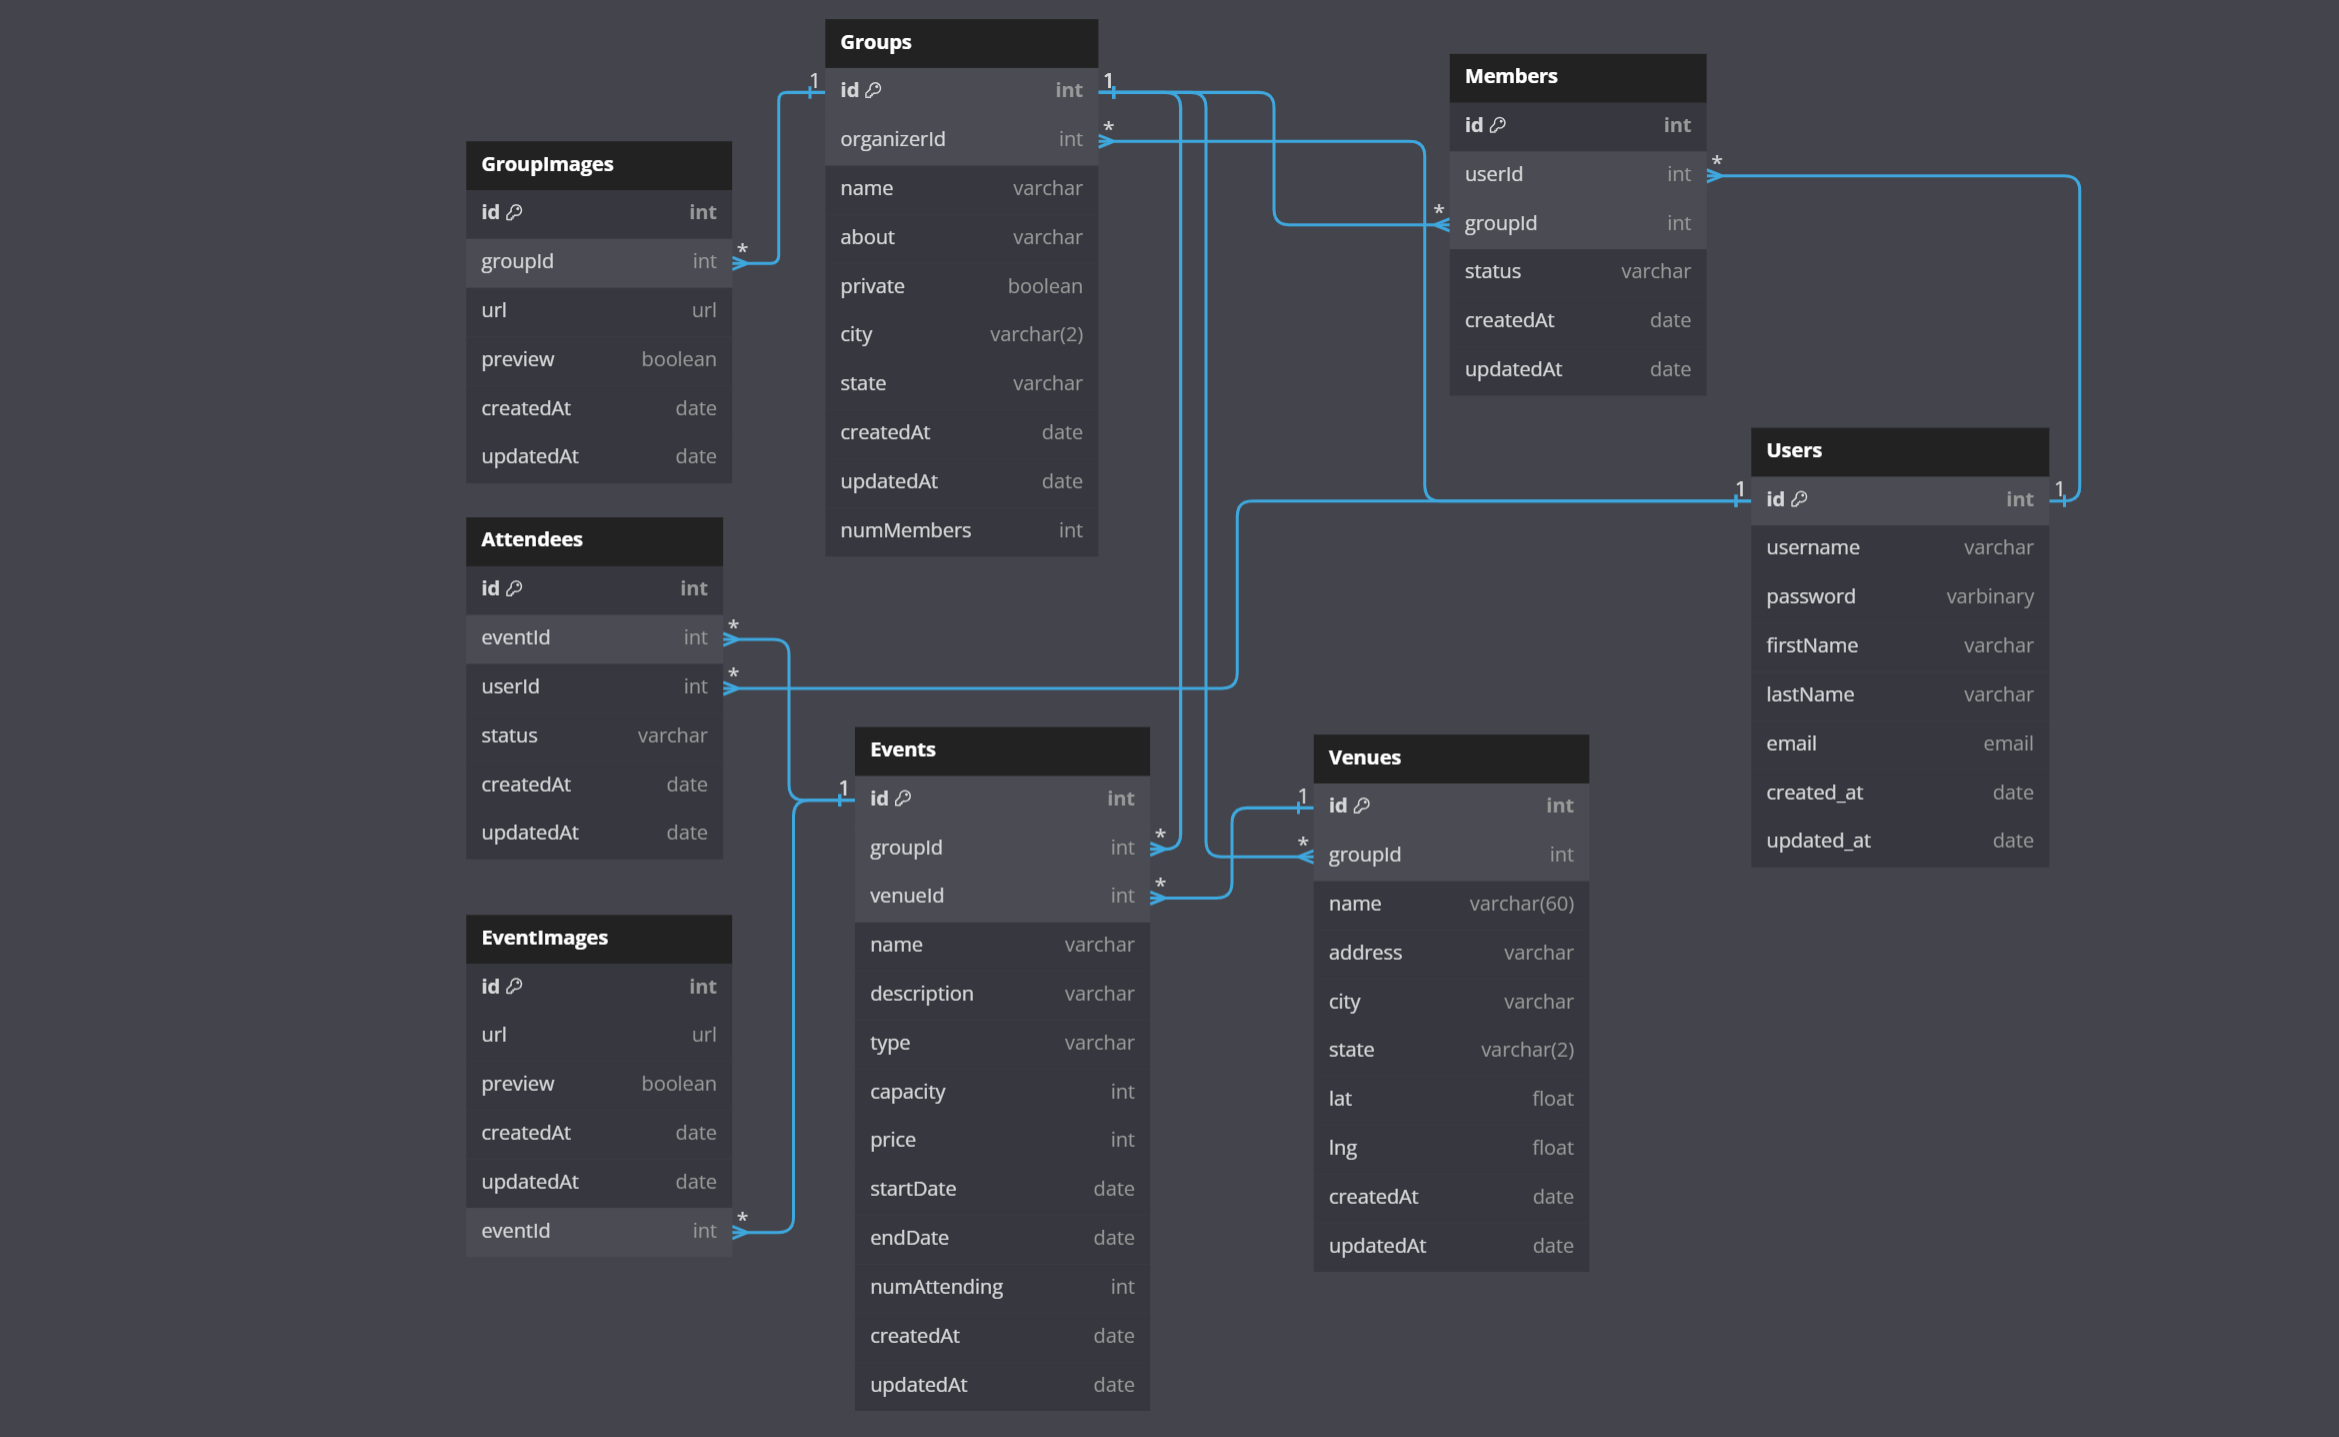 Groups
1
id int 1
organizerId int *
name varchar
about varchar
private boolean
city varchar(2)
state varchar
createdAt date
updatedAt date
numMembers int
Members
id int
userId int *
* groupId int
status varchar
createdAt date
updatedAt date
GroupImages
id int
groupId int *
url url
preview boolean
createdAt date
updatedAt date
Users
1 id int 1
username varchar
password varbinary
firstName varchar
lastName varchar
email email
created_at date
updated_at date
Attendees
id int
eventId int *
userId int *
status varchar
createdAt date
updatedAt date
Events
1 id int
groupId int *
venueId int *
name varchar
description varchar
type varchar
capacity int
price int
startDate date
endDate date
numAttending int
createdAt date
updatedAt date
Venues
1 id int
* groupId int
name varchar(60)
address varchar
city varchar
state varchar(2)
lat float
lng float
createdAt date
updatedAt date
EventImages
id int
url url
preview boolean
createdAt date
updatedAt date
eventId int *